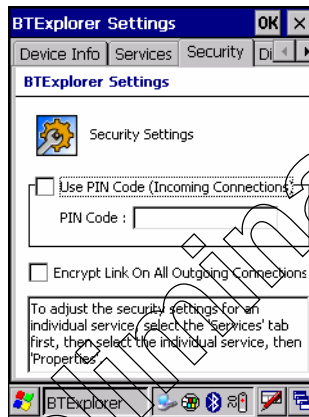 BTExplorer Settings OK
Device Info Services Security Di
BTExplorer Settings
Security Settings
Use PIN Code (Incoming Connections)
PIN Code :
Encrypt Link On All Outgoing Connections
To adjust the security settings for an
individual service, select the 'Services' tab
first, then select the individual service, then
'Properties'
BTExplorer